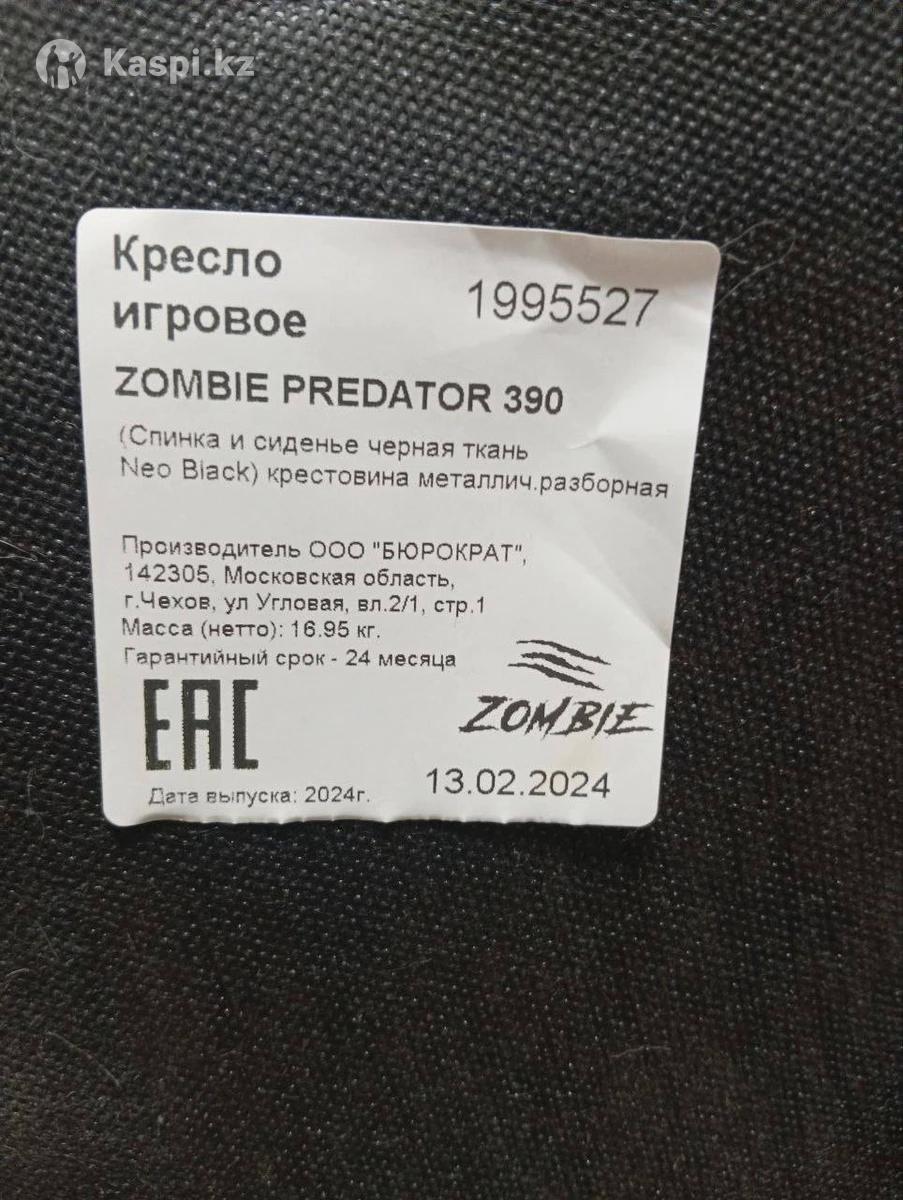 Kaspi.kz
Кресло
игровое
1995527
ZOMBIE PREDATOR 390
(Спинка и сиденье черная ткань
Neo Black) крестовина металлич.разборная
Производитель ООО "БЮРОКРАТ",
142305, Московская область,
г.Чехов, ул Угловая, вл.2/1, стр.1
Масса (нетто): 16.95 кг.
Гарантийный срок - 24 месяца
EAC
ZOMBIE
Дата выпуска: 2024г.
13.02.2024